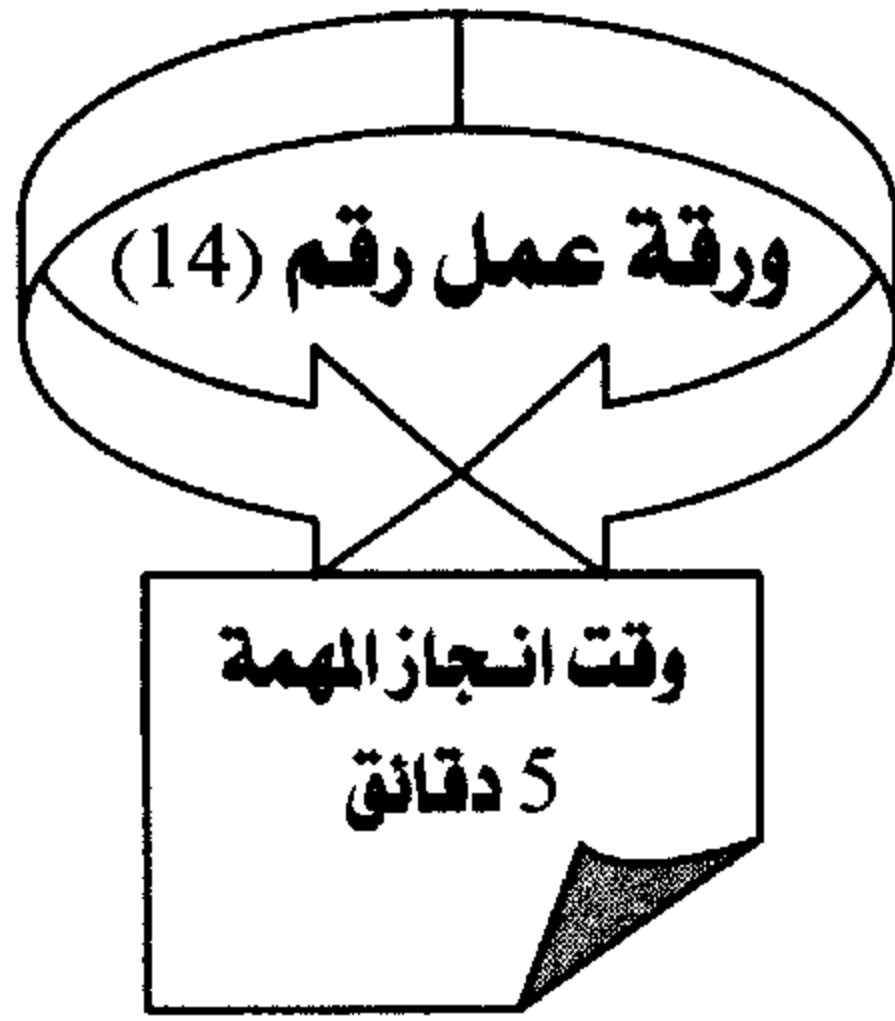 ورقة عمل رقم (14)
وقت انجاز المهمة
5 دقائق